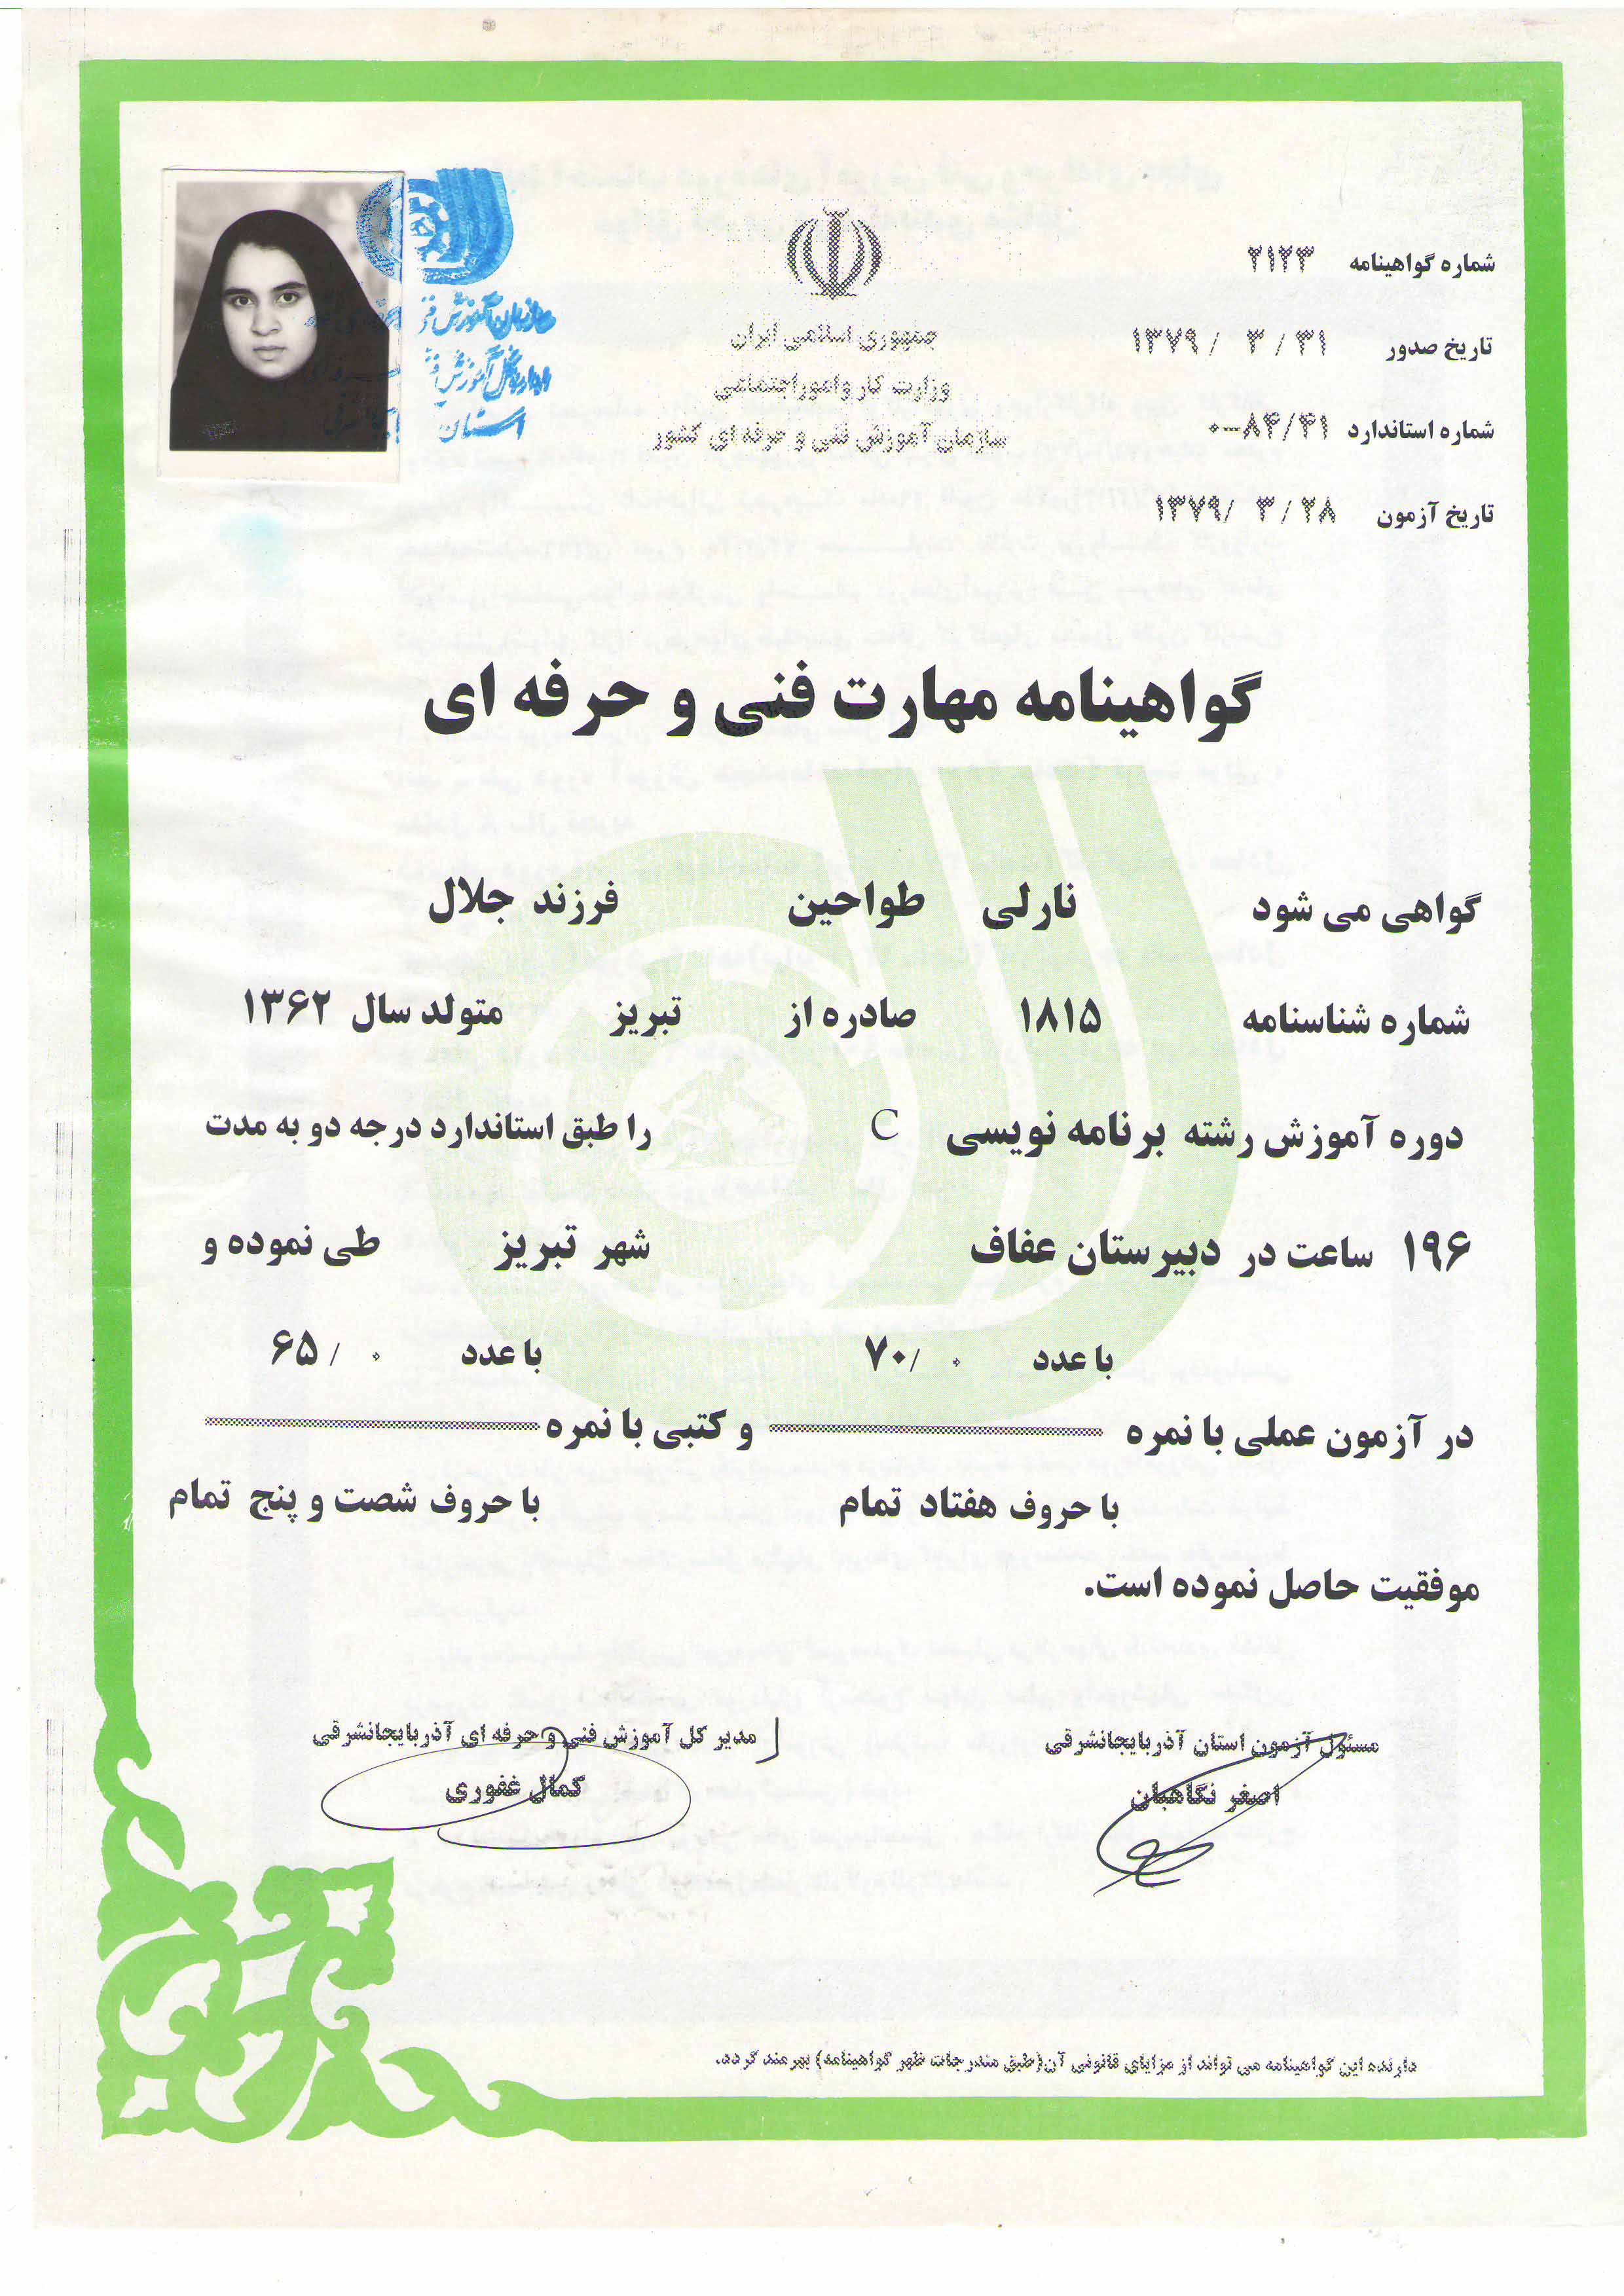 شماره گواهینامه ۲۱۲۳
تاریخ صدور ۱۳۷۹/ ۳ / ۳۱
شماره استاندارد ۰-۸۴/۴۱
تاریخ آزمون ۱۳۷۹/ ۳ / ۲۸
جمهوری اسلامی ایران
وزارت کار و امور اجتماعی
سازمان آموزش فنی و حرفه ای کشور
سازمان آموزش فنی و حرفه ای
اداره کل آموزش
استان
گواهینامه مهارت فنی و حرفه ای
گواهی می شود نارلی طواحین فرزند جلال
شماره شناسنامه ۱۸۱۵ صادره از تبریز متولد سال ۱۳۶۲
دوره آموزش رشته برنامه نویسی C را طبق استاندارد درجه دو به مدت
۱۹۶ ساعت در دبیرستان عفاف شهر تبریز طی نموده و
با عدد ۷۰/ ۰ با عدد ۶۵/ ۰
در آزمون عملی با نمره و کتبی با نمره
با حروف هفتاد تمام با حروف شصت و پنج تمام
موفقیت حاصل نموده است.
مسئول آزمون استان آذربایجانشرقی
اصغر نگاهبان
مدیر کل آموزش فنی و حرفه ای آذربایجانشرقی
کمال غفوری
دارنده این گواهینامه می تواند از مزایای قانونی آن(طبق مندرجات ظهر گواهینامه) بهرمند گردد.